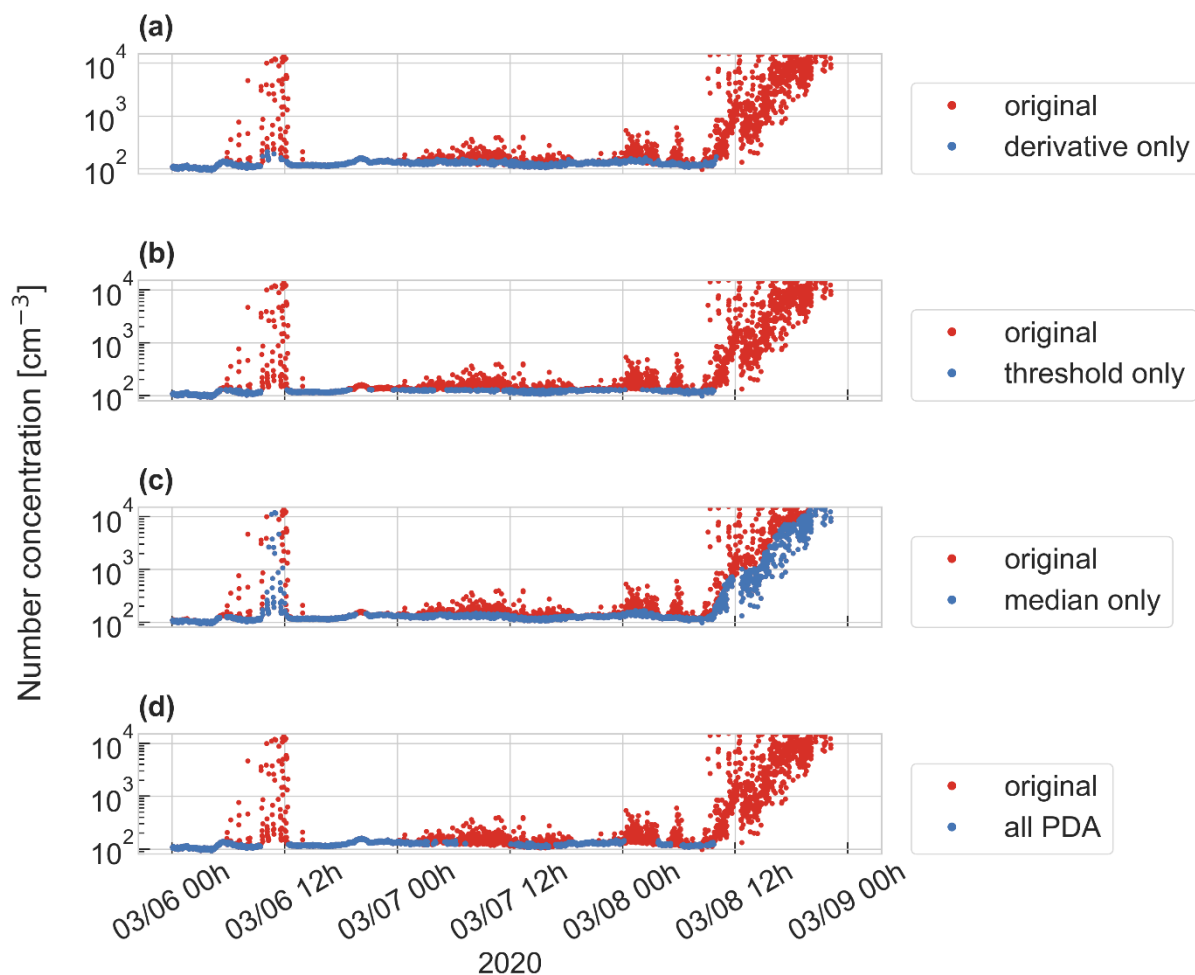 (a)
10^4
10^3
10^2
original
derivative only
(b)
10^4
10^3
10^2
original
threshold only
Number concentration [cm−3]
(c)
10^4
10^3
10^2
original
median only
(d)
10^4
10^3
10^2
original
all PDA
03/06 00h
03/06 12h
03/07 00h
03/07 12h
03/08 00h
03/08 12h
03/09 00h
2020